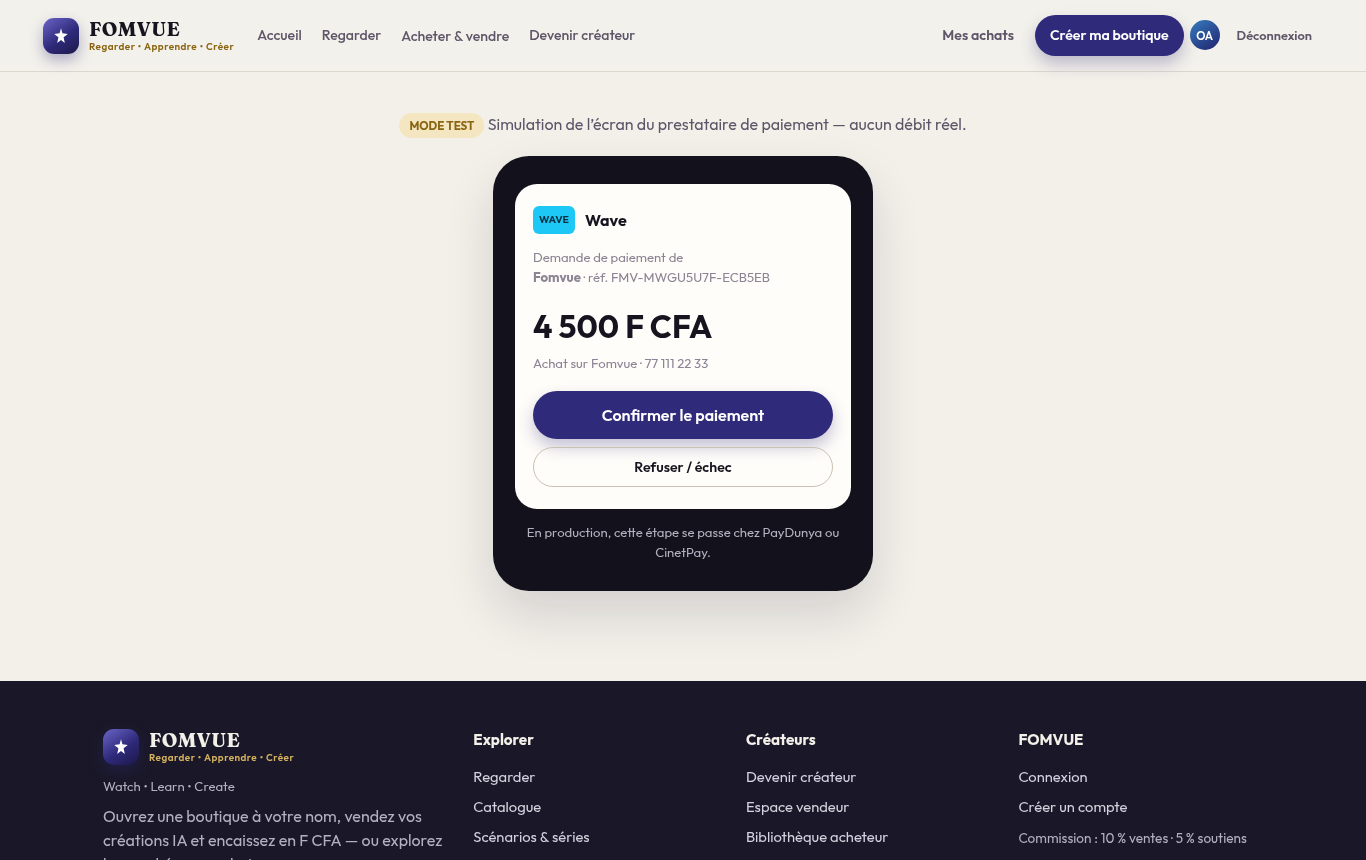 FOMVUE
Regarder • Apprendre • Créer
Accueil
Regarder
Acheter & vendre
Devenir créateur
Mes achats
Créer ma boutique
OA
Déconnexion
MODE TEST Simulation de l’écran du prestataire de paiement — aucun débit réel.
WAVE Wave
Demande de paiement de
Fomvue · réf. FMV-MWGU5U7F-ECB5EB
4 500 F CFA
Achat sur Fomvue · 77 111 22 33
Confirmer le paiement
Refuser / échec
En production, cette étape se passe chez PayDunya ou
CinetPay.
FOMVUE
Regarder • Apprendre • Créer
Watch • Learn • Create
Ouvrez une boutique à votre nom, vendez vos
créations IA et encaissez en F CFA — ou explorez
Explorer
Regarder
Catalogue
Scénarios & séries
Créateurs
Devenir créateur
Espace vendeur
Bibliothèque acheteur
FOMVUE
Connexion
Créer un compte
Commission : 10 % ventes · 5 % soutiens